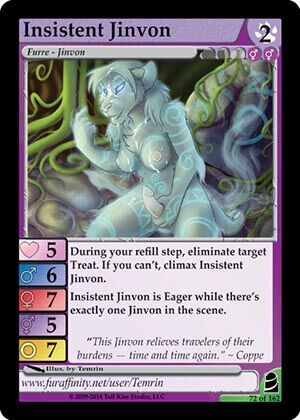 Insistent Jinvon
2
Furre - Jinvon
5
During your refill step, eliminate target
Treat. If you can't, climax Insistent
Jinvon.
6
7
Insistent Jinvon is Eager while there's
exactly one Jinvon in the scene.
5
7
"This Jinvon relieves travelers of their
burdens — time and time again." ~ Coppe
Illus. by Temrin
www.furaffinity.net/user/Temrin
© 2009-2014 Tail Kiss Studio, LLC
72 of 162